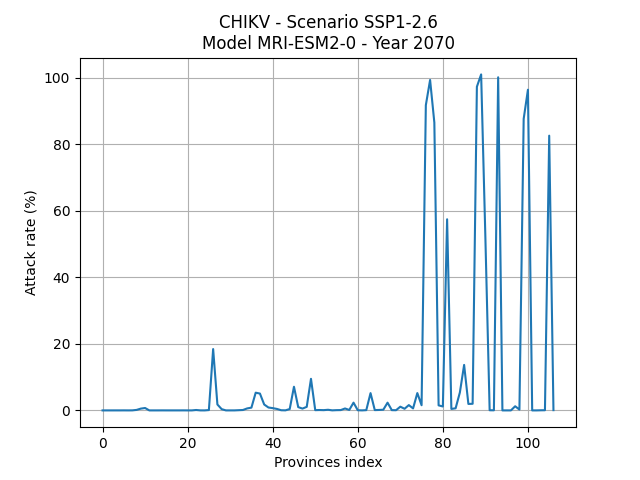 CHIKV - Scenario SSP1-2.6
Model MRI-ESM2-0 - Year 2070
100
80
60
40
20
0
Attack rate (%)
0 20 40 60 80 100
Provinces index